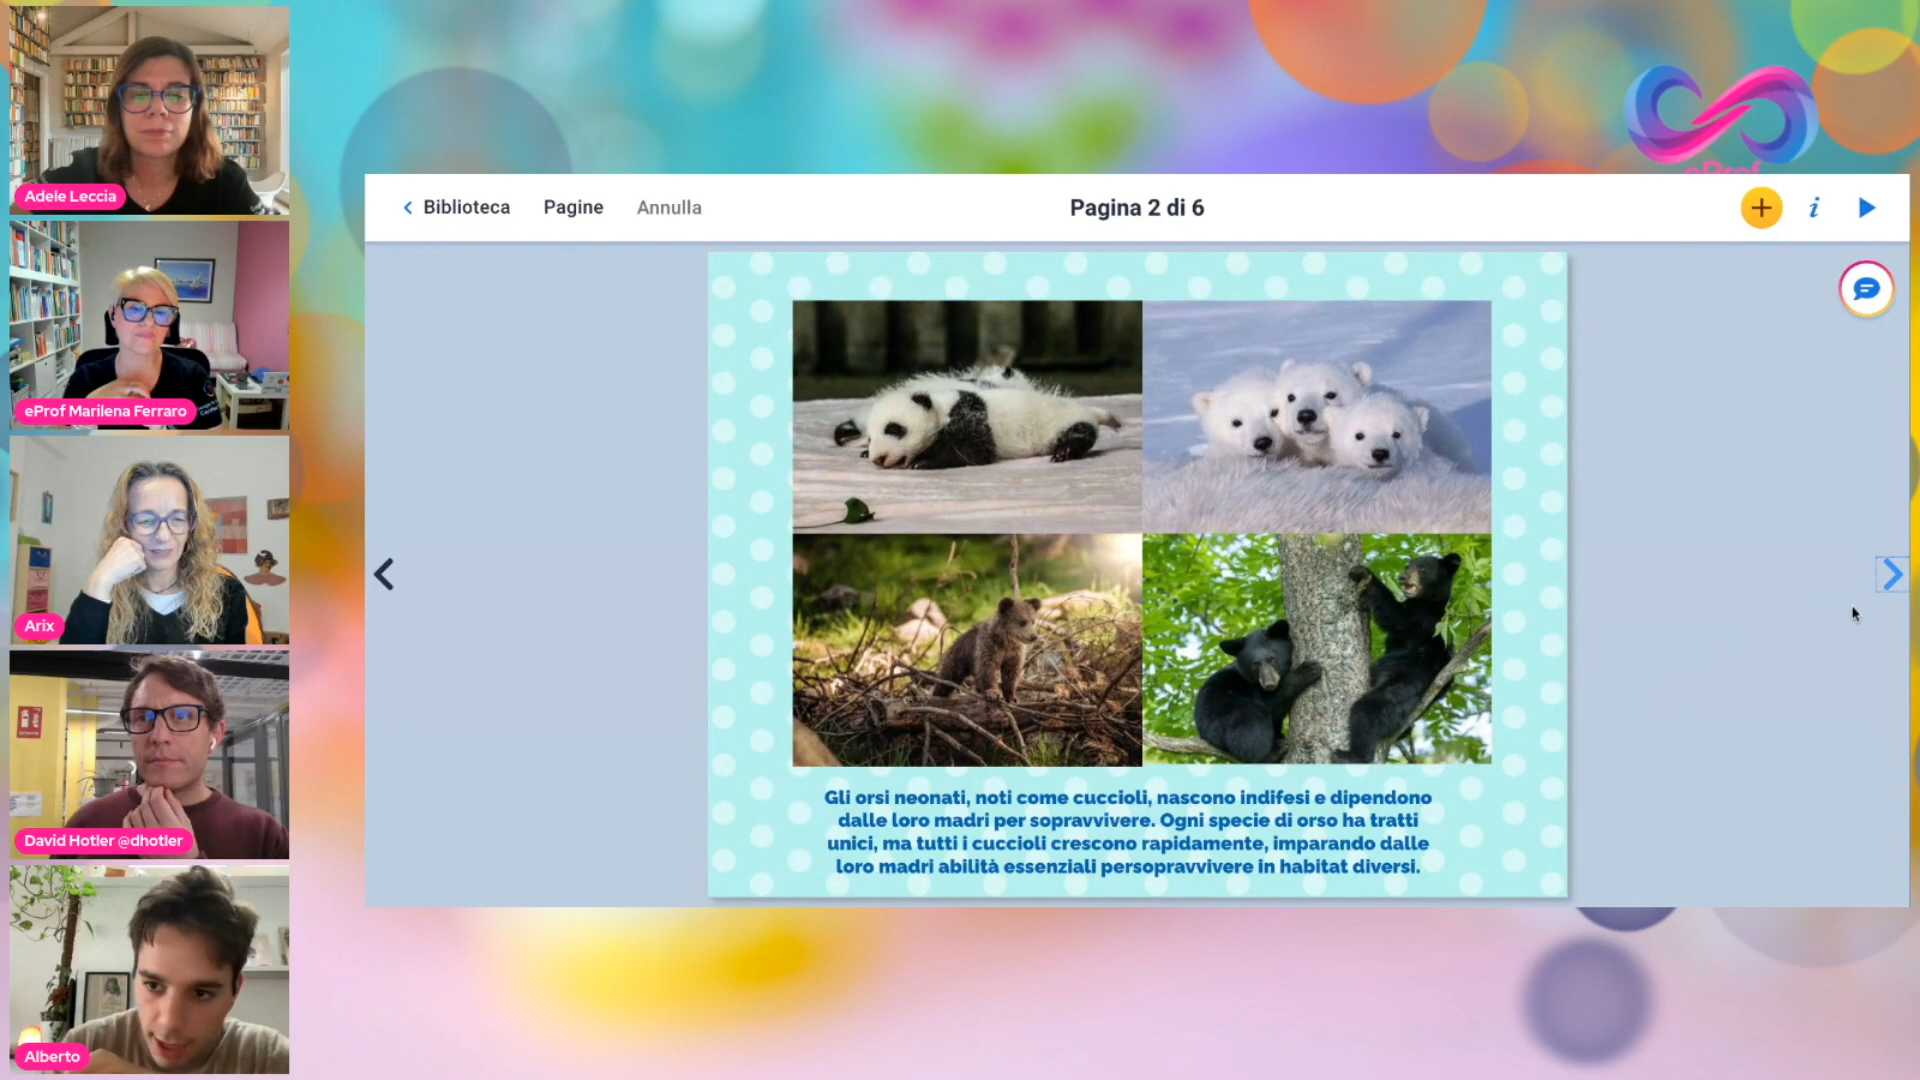 Adele Leccia
eProf Marilena Ferraro
Arix
David Hotler @dhotler
Alberto
eProf
Biblioteca
Pagine
Annulla
Pagina 2 di 6
Gli orsi neonati, noti come cuccioli, nascono indifesi e dipendono
dalle loro madri per sopravvivere. Ogni specie di orso ha tratti
unici, ma tutti i cuccioli crescono rapidamente, imparando dalle
loro madri abilità essenziali persopravvivere in habitat diversi.